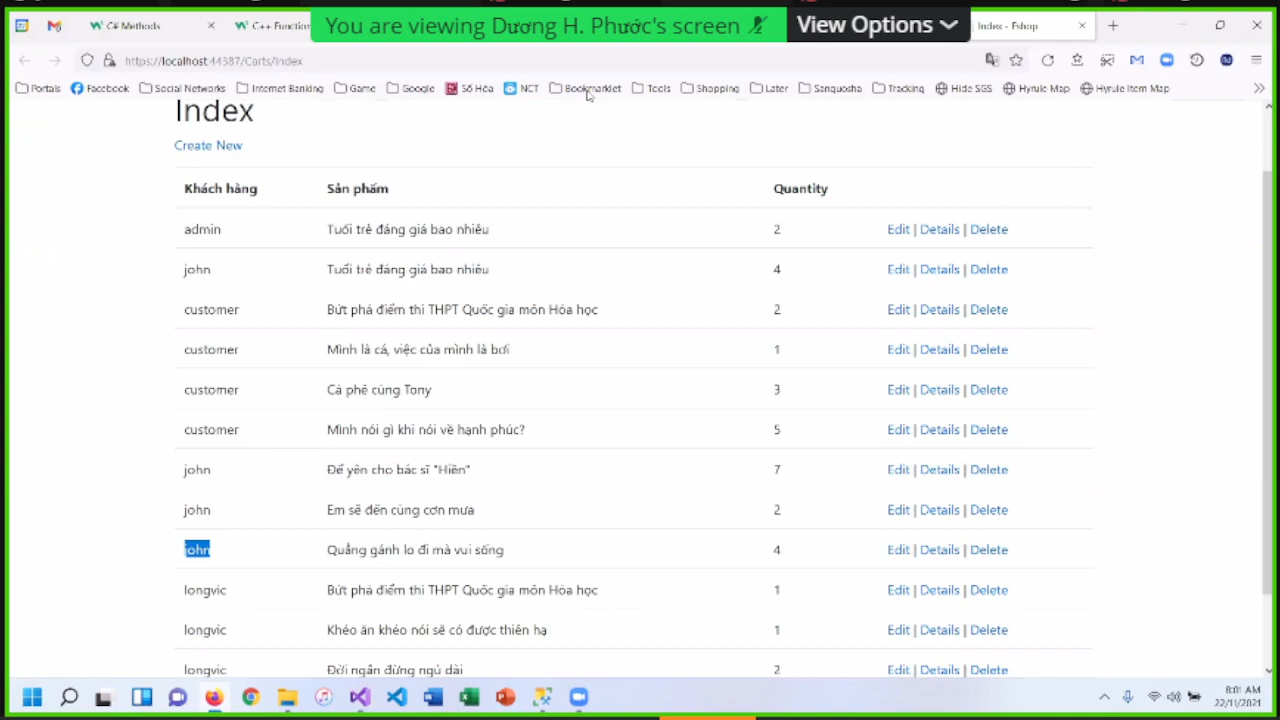 C# Methods
C++ Function
You are viewing Dương H. Phước's screen
View Options
Index - Eshop
https://localhost:44387/Carts/Index
Portals Facebook Social Networks Internet Banking Game Google Số Hóa NCT Bookmarklet Tools Shopping Later Sanquosha Tracking Hide SGS Hyrule Map Hyrule Item Map
Index
Create New
Khách hàng Sản phẩm Quantity
admin Tuổi trẻ đáng giá bao nhiêu 2 Edit | Details | Delete
john Tuổi trẻ đáng giá bao nhiêu 4 Edit | Details | Delete
customer Bứt phá điểm thi THPT Quốc gia môn Hóa học 2 Edit | Details | Delete
customer Mình là cá, việc của mình là bơi 1 Edit | Details | Delete
customer Cà phê cùng Tony 3 Edit | Details | Delete
customer Mình nói gì khi nói về hạnh phúc? 5 Edit | Details | Delete
john Để yên cho bác sĩ "Hiền" 7 Edit | Details | Delete
john Em sẽ đến cùng cơn mưa 2 Edit | Details | Delete
john Quẳng gánh lo đi mà vui sống 4 Edit | Details | Delete
longvic Bứt phá điểm thi THPT Quốc gia môn Hóa học 1 Edit | Details | Delete
longvic Khéo ăn khéo nói sẽ có được thiên hạ 1 Edit | Details | Delete
longvic Đời ngắn đừng ngủ dài 2 Edit | Details | Delete
8:01 AM
22/11/2021